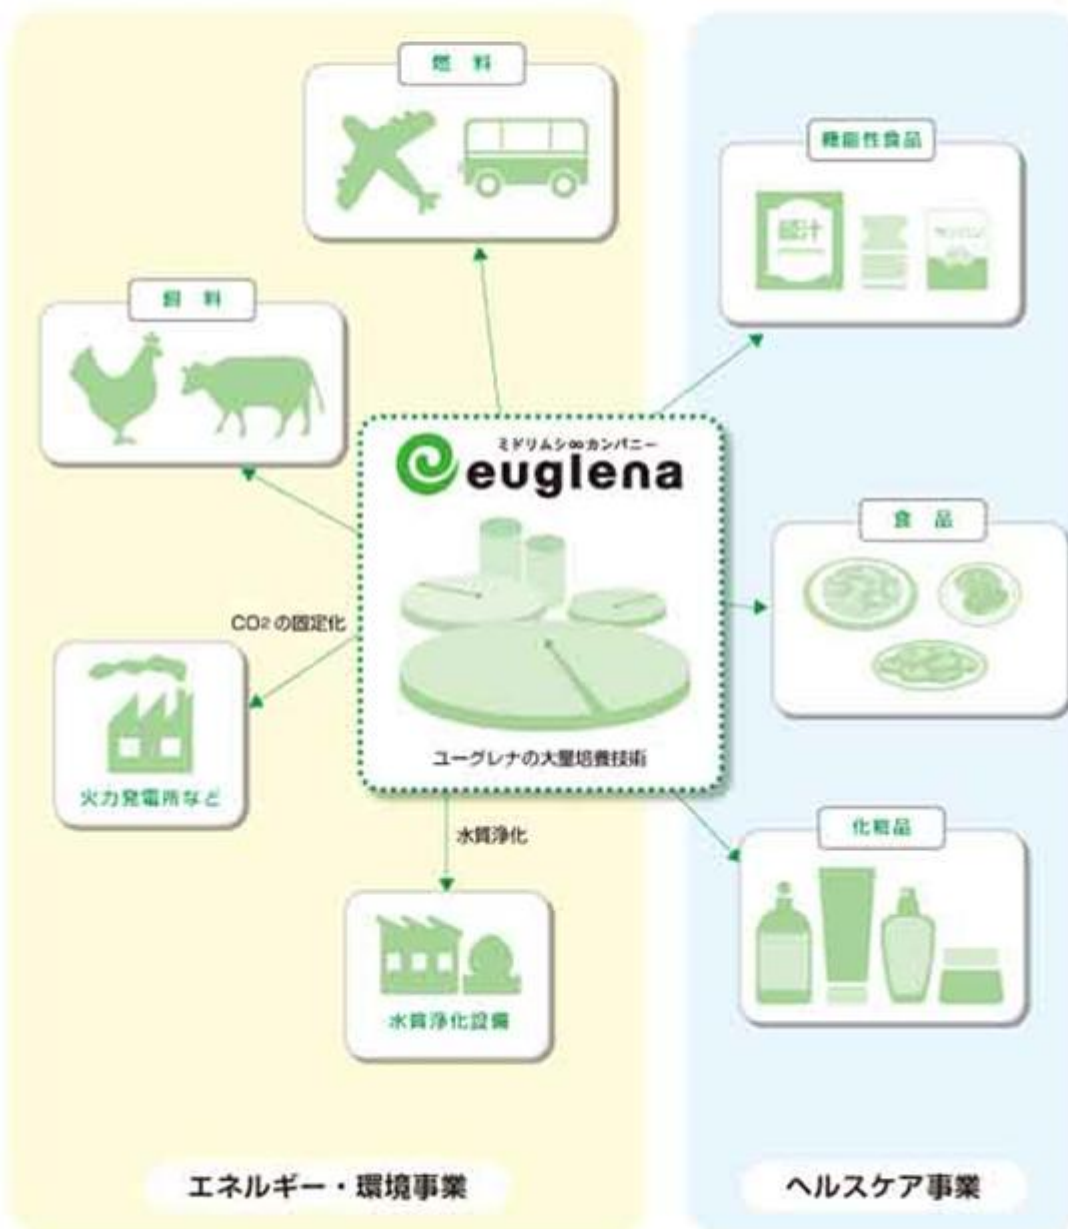 燃料
機能性食品
飼料
ミドリムシ∞カンパニー
euglena
食品
CO2の固定化
ユーグレナの大量培養技術
火力発電所など
水質浄化
化粧品
水質浄化設備
エネルギー・環境事業
ヘルスケア事業